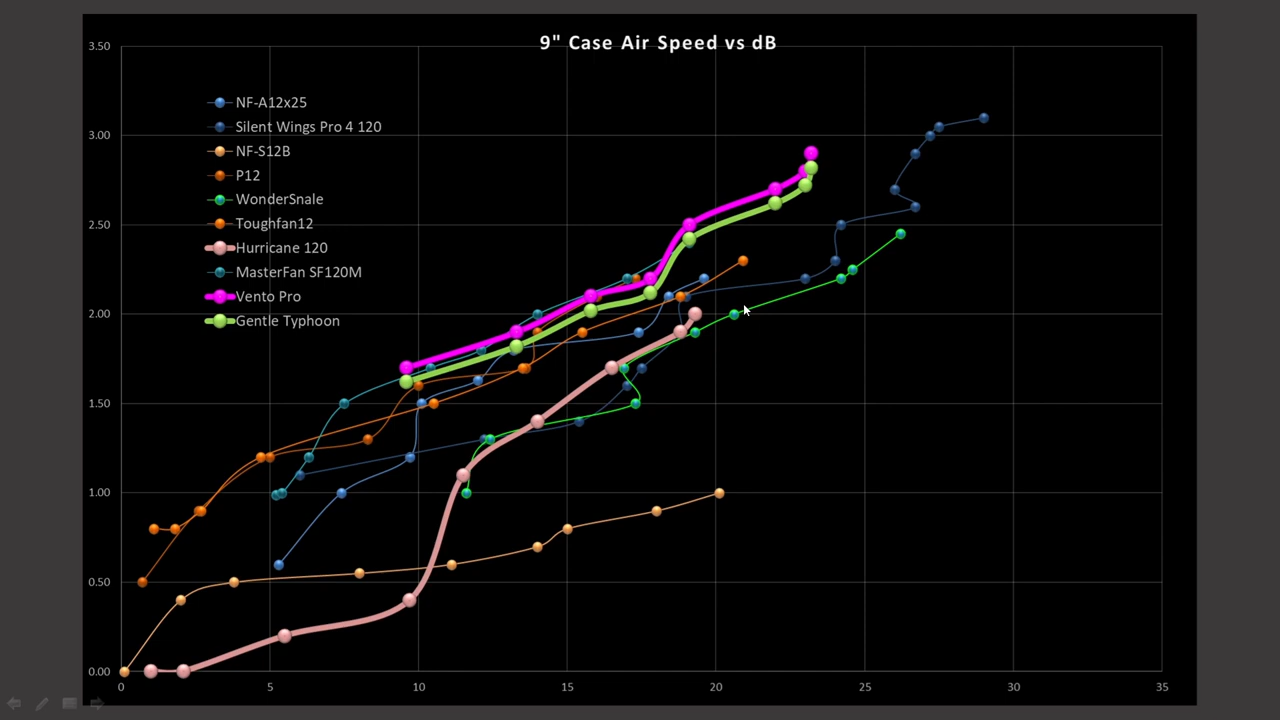 9" Case Air Speed vs dB
3.50
3.00
2.50
2.00
1.50
1.00
0.50
0.00
NF-A12x25
Silent Wings Pro 4 120
NF-S12B
P12
WonderSnale
Toughfan12
Hurricane 120
MasterFan SF120M
Vento Pro
Gentle Typhoon
0 5 10 15 20 25 30 35